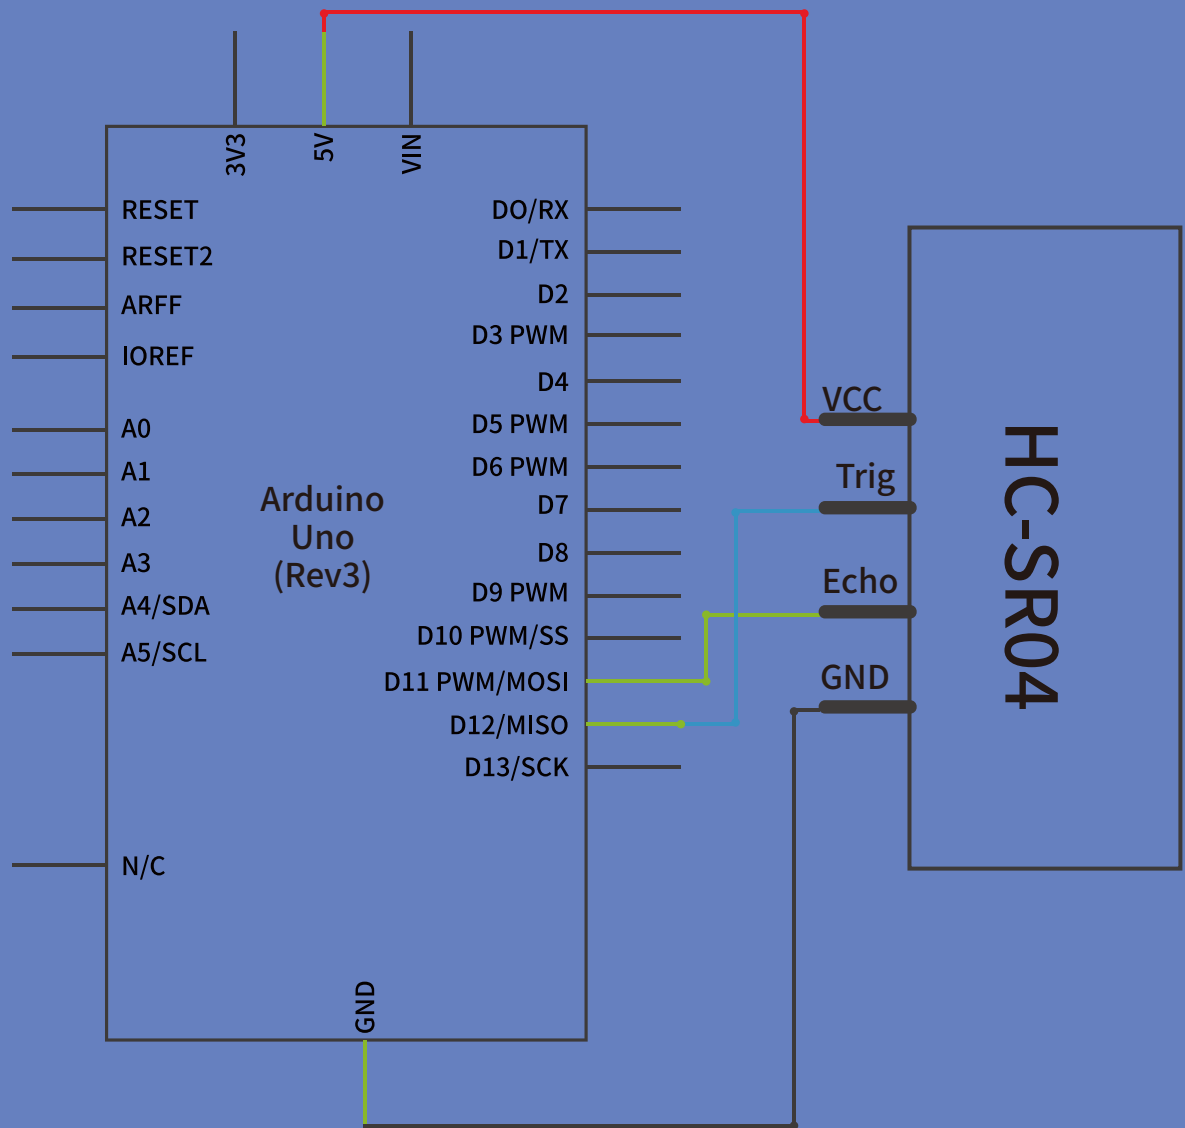 3V3
5V
VIN
RESET
RESET2
ARFF
IOREF
A0
A1
A2
A3
A4/SDA
A5/SCL
N/C
Arduino
Uno
(Rev3)
DO/RX
D1/TX
D2
D3 PWM
D4
D5 PWM
D6 PWM
D7
D8
D9 PWM
D10 PWM/SS
D11 PWM/MOSI
D12/MISO
D13/SCK
GND
VCC
Trig
Echo
GND
HC-SR04